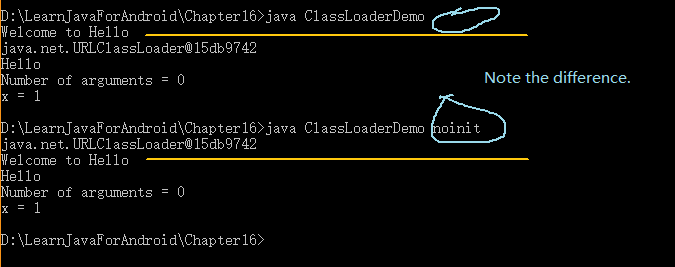 D:\LearnJavaForAndroid\Chapter16>java ClassLoaderDemo
Welcome to Hello
java.net.URLClassLoader@15db9742
Hello
Number of arguments = 0
x = 1
Note the difference.
D:\LearnJavaForAndroid\Chapter16>java ClassLoaderDemo noinit
java.net.URLClassLoader@15db9742
Welcome to Hello
Hello
Number of arguments = 0
x = 1
D:\LearnJavaForAndroid\Chapter16>